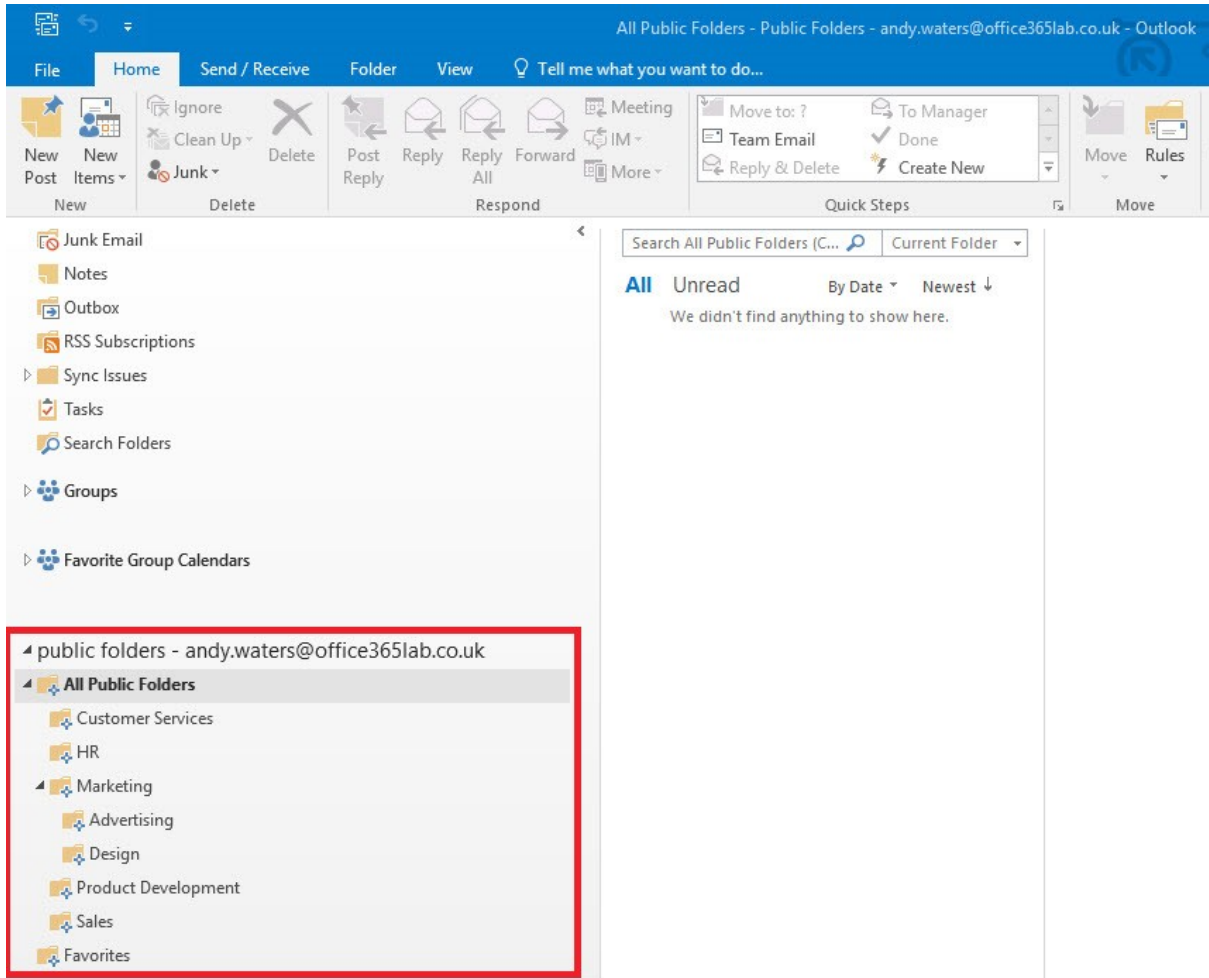 All Public Folders - Public Folders - andy.waters@office365lab.co.uk - Outlook
File Home Send / Receive Folder View Tell me what you want to do...
New Post
New Items
Ignore
Clean Up
Junk
Delete
Post Reply
Reply
Reply All
Forward
Meeting
IM
More
Move to: ?
Team Email
Reply & Delete
To Manager
Done
Create New
Move
Rules
New Delete Respond Quick Steps Move
Junk Email
Notes
Outbox
RSS Subscriptions
Sync Issues
Tasks
Search Folders
Groups
Favorite Group Calendars
public folders - andy.waters@office365lab.co.uk
All Public Folders
Customer Services
HR
Marketing
Advertising
Design
Product Development
Sales
Favorites
Search All Public Folders (C... Current Folder
All Unread By Date Newest ↓
We didn't find anything to show here.